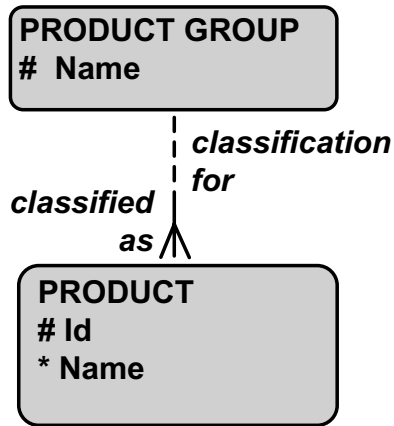 PRODUCT GROUP
# Name
classification
for
classified
as
PRODUCT
# Id
* Name